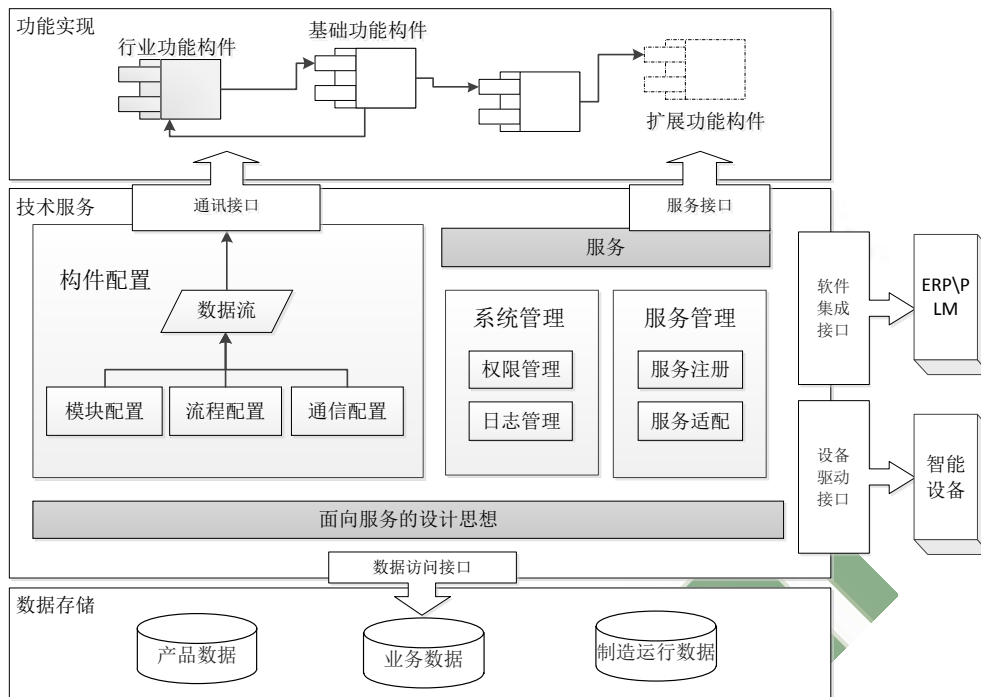 功能实现
行业功能构件
基础功能构件
扩展功能构件
技术服务
通讯接口
服务接口
构件配置
数据流
模块配置
流程配置
通信配置
服务
系统管理
权限管理
日志管理
服务管理
服务注册
服务适配
软件
集成
接口
ERP\P
LM
设备
驱动
接口
智能
设备
面向服务的设计思想
数据访问接口
数据存储
产品数据
业务数据
制造运行数据